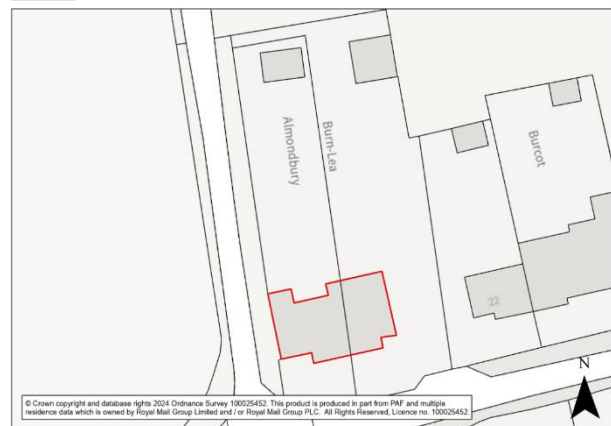 Almondbury
Burn-Lea
Burcot
22
N
© Crown copyright and database rights 2024 Ordnance Survey 100025452. This product is produced in part from PAF and multiple
residence data which is owned by Royal Mail Group Limited and / or Royal Mail Group PLC. All Rights Reserved, Licence no. 100025452.